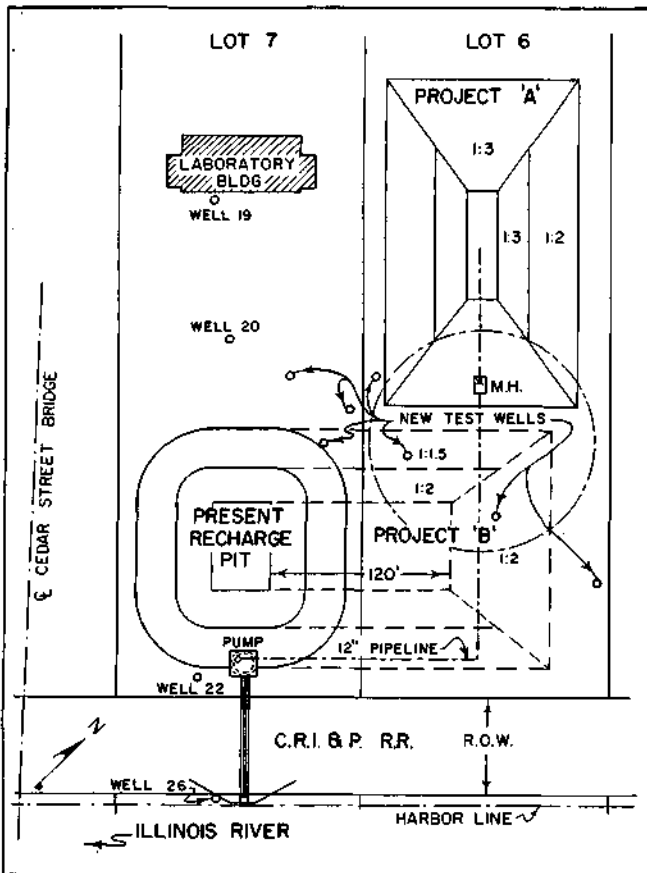 LOT 7
LOT 6
PROJECT 'A'
1:3
LABORATORY
BLDG
WELL 19
1:3
1:2
WELL 20
M.H.
NEW TEST WELLS
1:1.5
1:2
PRESENT
RECHARGE
PIT
PROJECT 'B'
1:2
120'
PUMP
12" PIPELINE
WELL 22
C.R.I. & P. R.R.
R.O.W.
N
WELL 26
HARBOR LINE
ILLINOIS RIVER
℄ CEDAR STREET BRIDGE